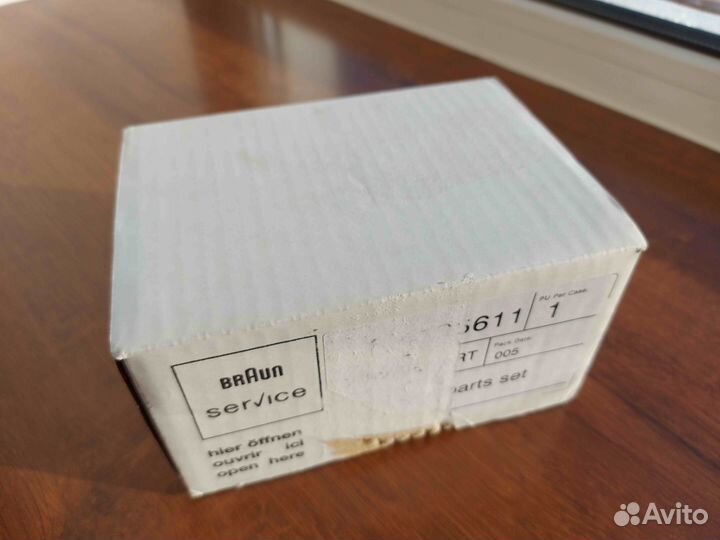 BRAUN
service
hier öffnen
ouvrir ici
open here
5611
PU Per Case:
1
RT
Pack Date:
005
parts set
Avito